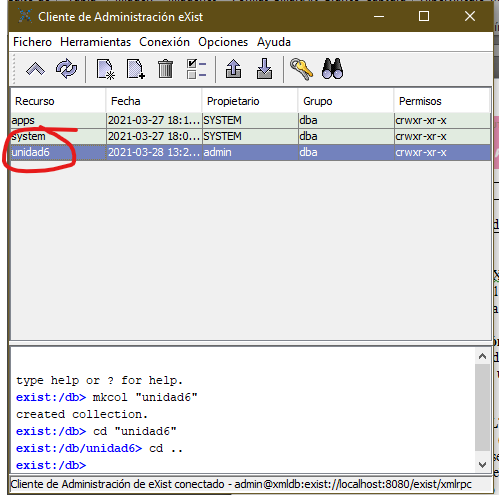 Cliente de Administración eXist
Fichero Herramientas Conexión Opciones Ayuda
Recurso Fecha Propietario Grupo Permisos
apps 2021-03-27 18:1... SYSTEM dba crwxr-xr-x
system 2021-03-27 18:0... SYSTEM dba crwxr-xr-x
unidad6 2021-03-28 13:2... admin dba crwxr-xr-x
type help or ? for help.
exist:/db> mkcol "unidad6"
created collection.
exist:/db> cd "unidad6"
exist:/db/unidad6> cd ..
exist:/db>
Cliente de Administración de eXist conectado - admin@xmldb:exist://localhost:8080/exist/xmlrpc